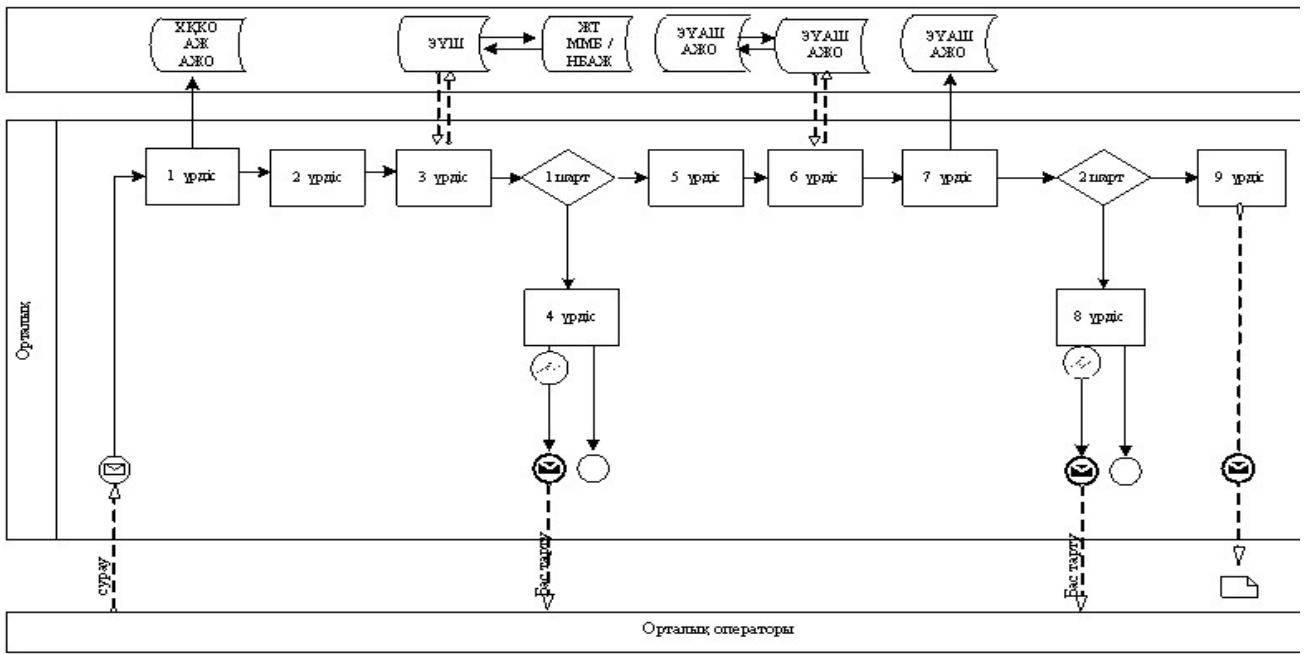 ХҚКО
АЖ
АЖО
ЭҮШ
ЖТ
ММБ /
НБАЖ
ЭҮАШ
АЖО
ЭҮАШ
АЖО
ЭҮАШ
АЖО
1 үрдіс
2 үрдіс
3 үрдіс
1 шарт
5 үрдіс
6 үрдіс
7 үрдіс
2 шарт
9 үрдіс
4 үрдіс
8 үрдіс
Орталық
сұрау
Бас тарту
Бас тарту
Орталық операторы